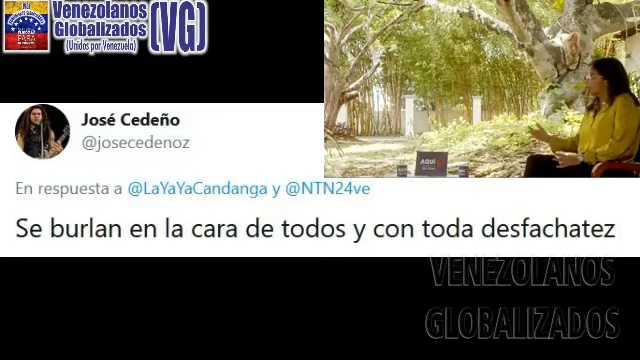 Venezolanos
Globalizados
(Unidos por Venezuela)
(VG)
José Cedeño
@josecedenoz
En respuesta a @LaYaYaCandanga y @NTN24ve
Se burlan en la cara de todos y con toda desfachatez
AQUÍ
VENEZOLANOS
GLOBALIZADOS